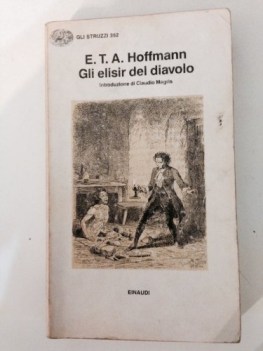 GLI STRUZZI 252
E. T. A. Hoffmann
Gli elisir del diavolo
Introduzione di Claudio Magris
EINAUDI